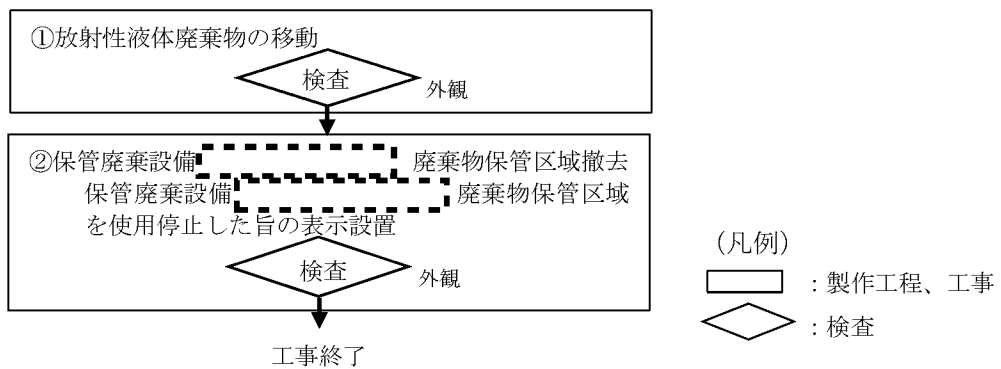 ①放射性液体廃棄物の移動
検査
外観
②保管廃棄設備 廃棄物保管区域撤去
保管廃棄設備 廃棄物保管区域
を使用停止した旨の表示設置
検査
外観
工事終了
（凡例）
：製作工程、工事
：検査